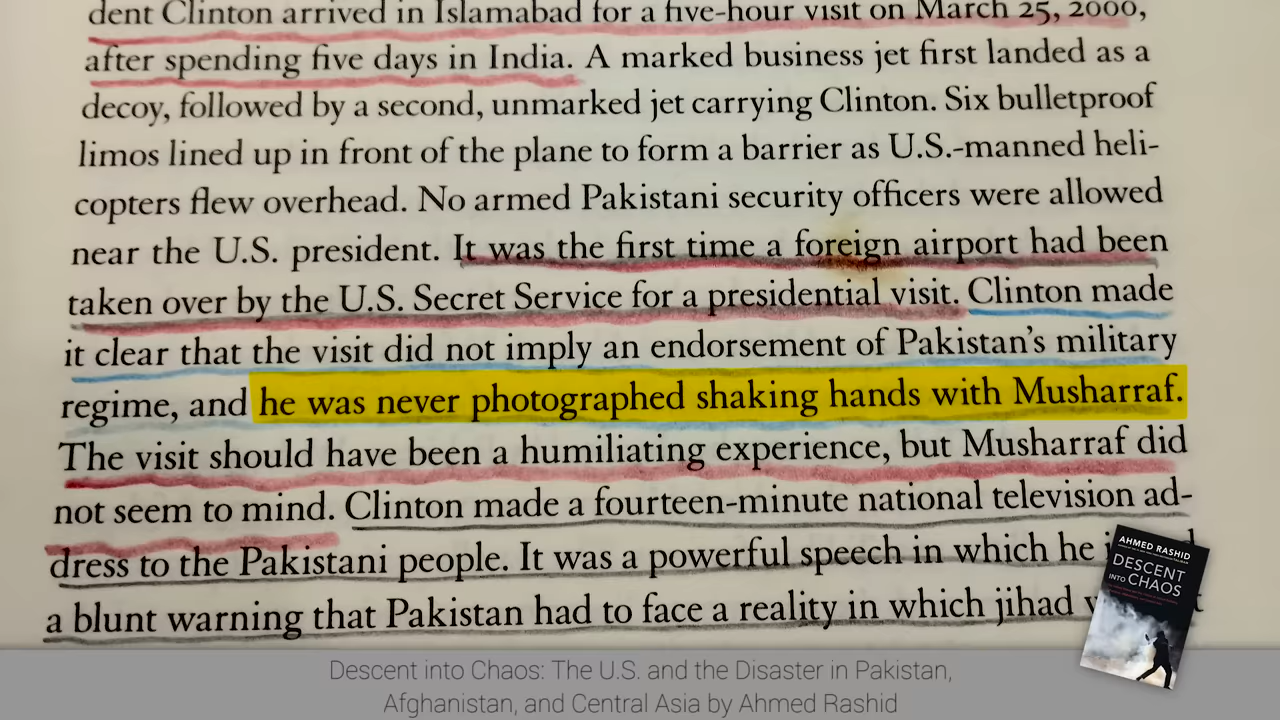 dent Clinton arrived in Islamabad for a five-hour visit on March 25, 2000,
after spending five days in India. A marked business jet first landed as a
decoy, followed by a second, unmarked jet carrying Clinton. Six bulletproof
limos lined up in front of the plane to form a barrier as U.S.-manned heli-
copters flew overhead. No armed Pakistani security officers were allowed
near the U.S. president. It was the first time a foreign airport had been
taken over by the U.S. Secret Service for a presidential visit. Clinton made
it clear that the visit did not imply an endorsement of Pakistan's military
regime, and he was never photographed shaking hands with Musharraf.
The visit should have been a humiliating experience, but Musharraf did
not seem to mind. Clinton made a fourteen-minute national television ad-
dress to the Pakistani people. It was a powerful speech in which he
a blunt warning that Pakistan had to face a reality in which jihad
AHMED RASHID
DESCENT
INTO CHAOS
Descent into Chaos: The U.S. and the Disaster in Pakistan,
Afghanistan, and Central Asia by Ahmed Rashid